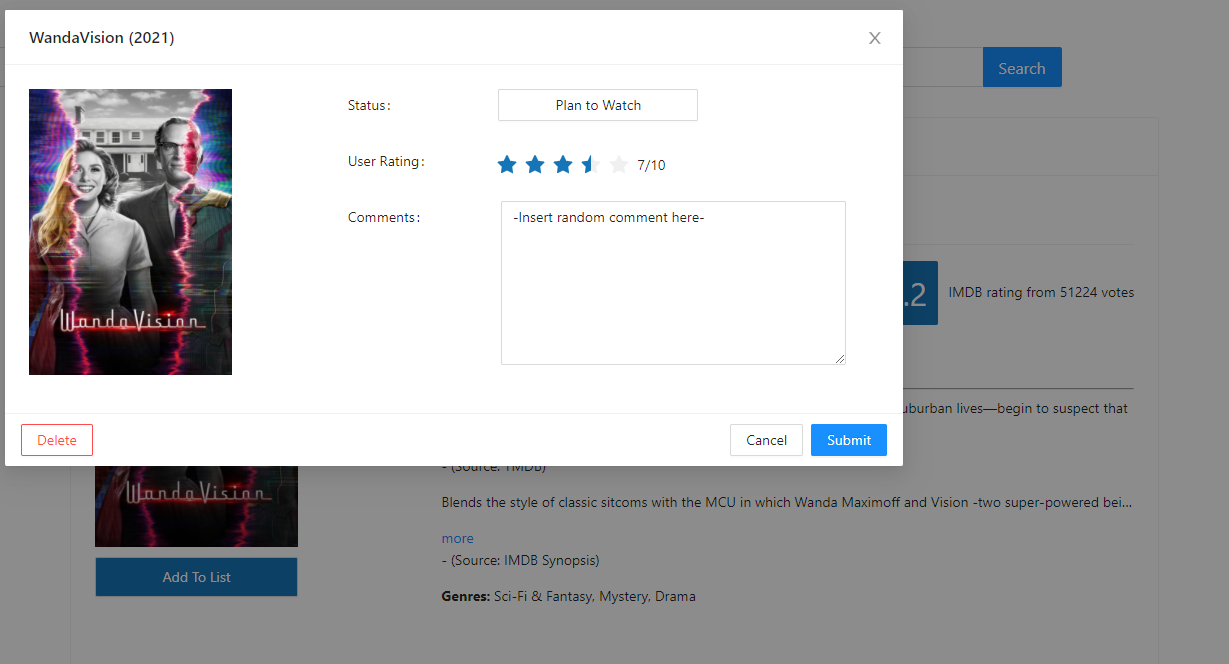 WandaVision (2021)
Search
Status:
Plan to Watch
User Rating:
7/10
Comments:
-Insert random comment here-
WandaVision
.2
IMDB rating from 51224 votes
uburban lives—begin to suspect that
Delete
Cancel
Submit
- (Source: TMDB)
WandaVision
Blends the style of classic sitcoms with the MCU in which Wanda Maximoff and Vision -two super-powered bei...
more
- (Source: IMDB Synopsis)
Add To List
Genres: Sci-Fi & Fantasy, Mystery, Drama